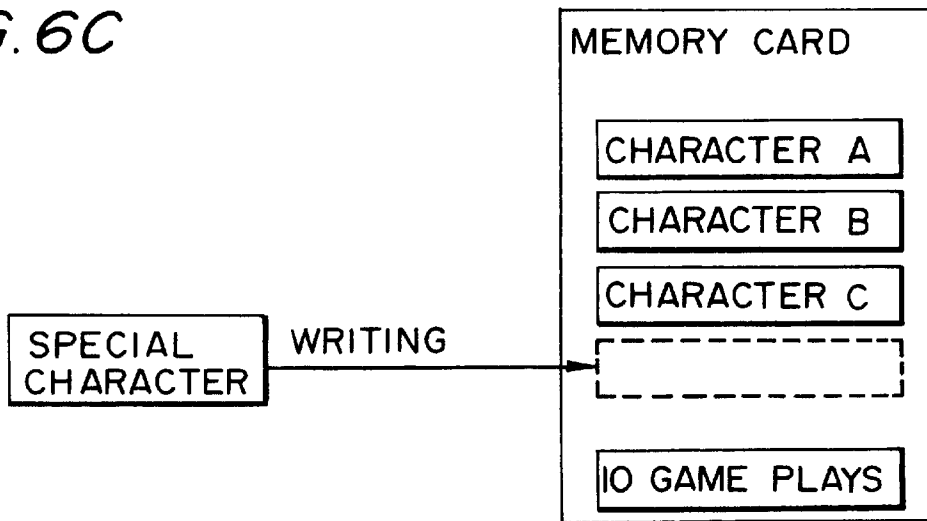 G. 6C
MEMORY CARD
CHARACTER A
CHARACTER B
CHARACTER C
SPECIAL
CHARACTER
WRITING
10 GAME PLAYS